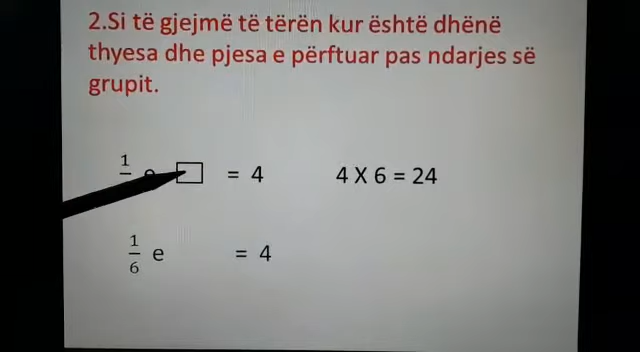 2.Si të gjejmë të tërën kur është dhënë
thyesa dhe pjesa e përftuar pas ndarjes së
grupit.
1 e = 4 4 X 6 = 24
1/6 e = 4